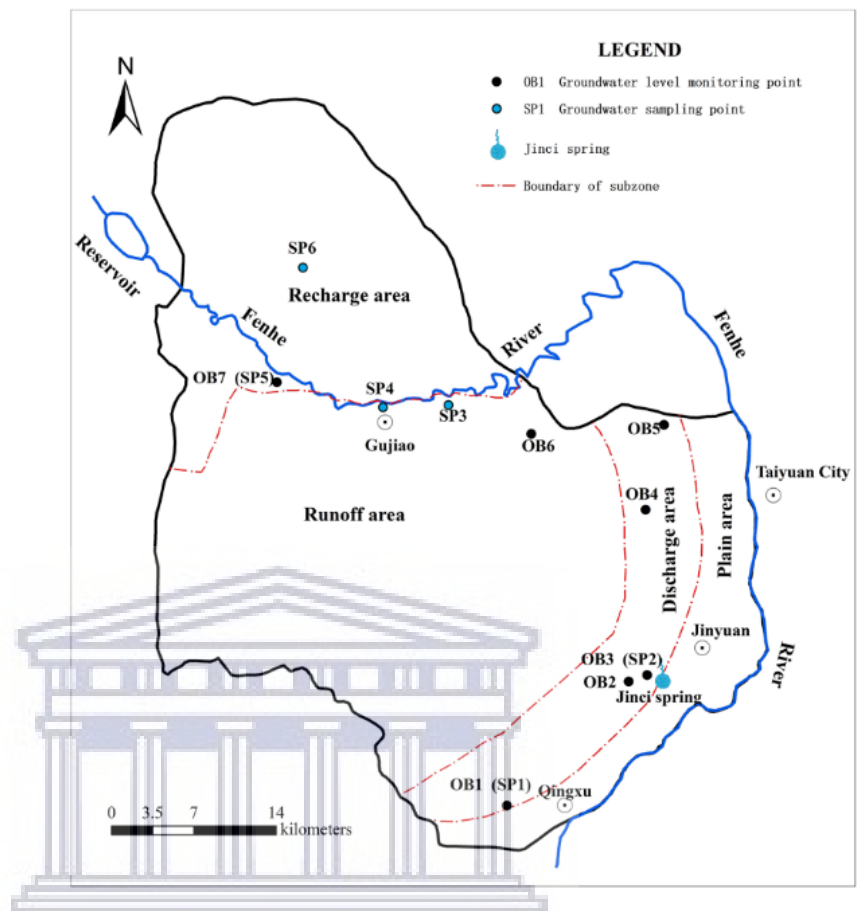 LEGEND
OB1 Groundwater level monitoring point
SP1 Groundwater sampling point
Jinci spring
Boundary of subzone
N
Reservoir
SP6
Recharge area
Fenhe
River
Fenhe
OB7 (SP5)
SP4
SP3
Gujiao
OB6
OB5
Taiyuan City
OB4
Runoff area
Discharge area
Plain area
Jinyuan
OB3 (SP2)
OB2
Jinci spring
River
OB1 (SP1)
Qingxu
0 3.5 7 14
kilometers